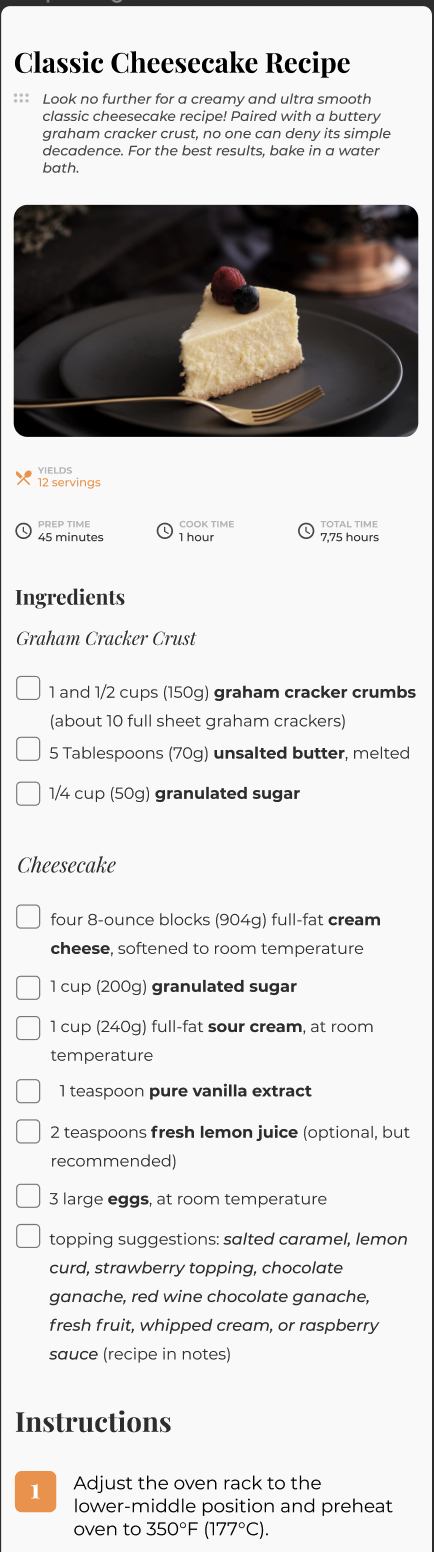 Classic Cheesecake Recipe
Look no further for a creamy and ultra smooth
classic cheesecake recipe! Paired with a buttery
graham cracker crust, no one can deny its simple
decadence. For the best results, bake in a water
bath.
YIELDS
12 servings
PREP TIME
45 minutes
COOK TIME
1 hour
TOTAL TIME
7,75 hours
Ingredients
Graham Cracker Crust
1 and 1/2 cups (150g) graham cracker crumbs
(about 10 full sheet graham crackers)
5 Tablespoons (70g) unsalted butter, melted
1/4 cup (50g) granulated sugar
Cheesecake
four 8-ounce blocks (904g) full-fat cream
cheese, softened to room temperature
1 cup (200g) granulated sugar
1 cup (240g) full-fat sour cream, at room
temperature
1 teaspoon pure vanilla extract
2 teaspoons fresh lemon juice (optional, but
recommended)
3 large eggs, at room temperature
topping suggestions: salted caramel, lemon
curd, strawberry topping, chocolate
ganache, red wine chocolate ganache,
fresh fruit, whipped cream, or raspberry
sauce (recipe in notes)
Instructions
1
Adjust the oven rack to the
lower-middle position and preheat
oven to 350°F (177°C).